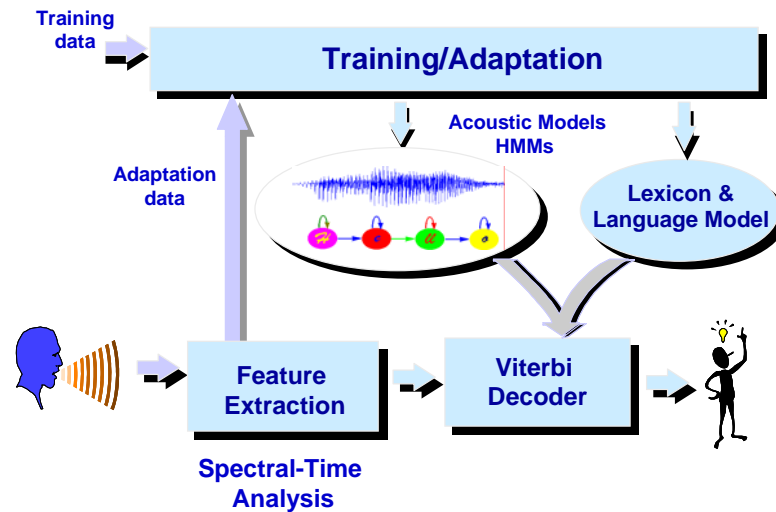 Training
data
Training/Adaptation
Acoustic Models
HMMs
Adaptation
data
H e ll o
Lexicon &
Language Model
Feature
Extraction
Viterbi
Decoder
Spectral-Time
Analysis